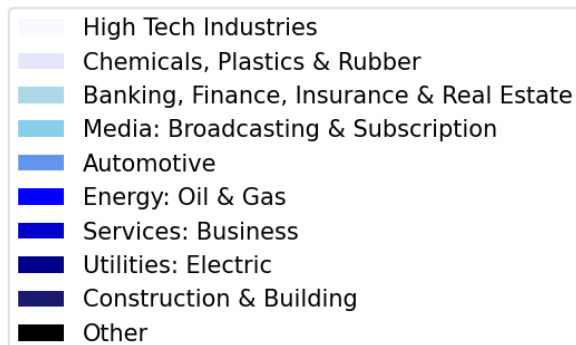 High Tech Industries
Chemicals, Plastics & Rubber
Banking, Finance, Insurance & Real Estate
Media: Broadcasting & Subscription
Automotive
Energy: Oil & Gas
Services: Business
Utilities: Electric
Construction & Building
Other